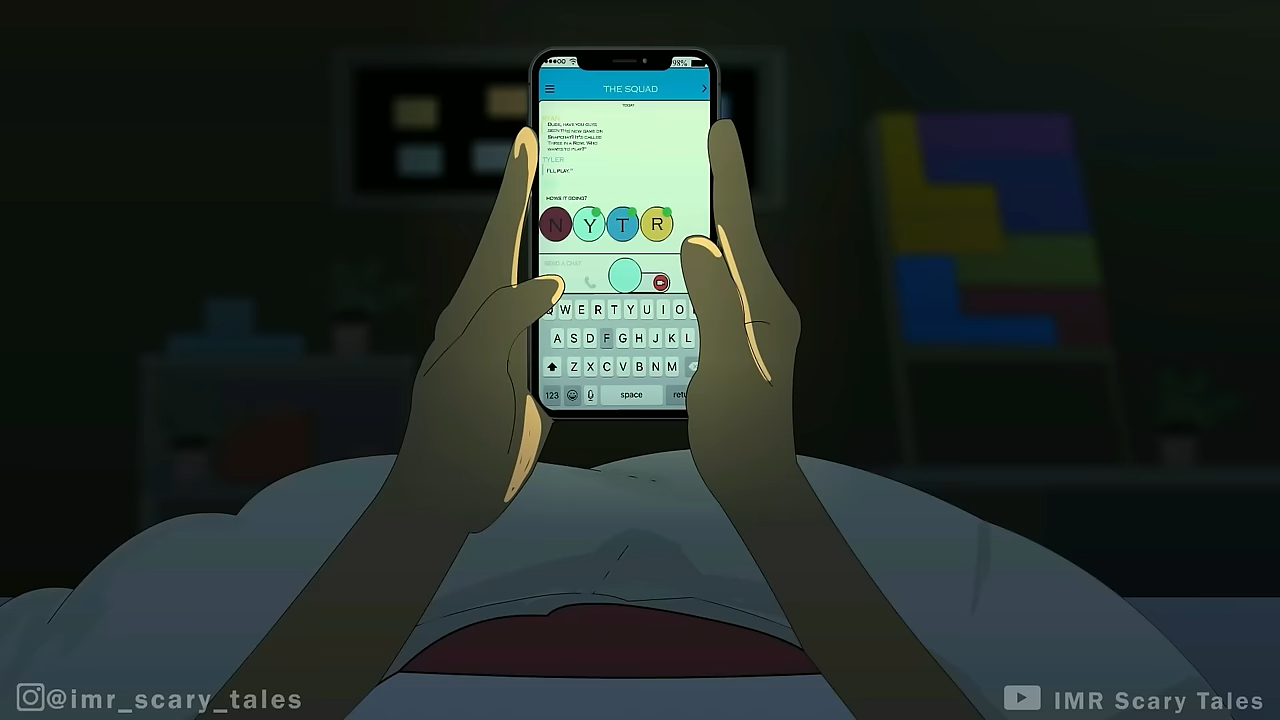 98%
THE SQUAD
TODAY
DUDE, HAVE YOU GUYS
SEEN THIS NEW GAME ON
SNAPCHAT? IT'S CALLED
THREE IN A ROW. WHO
WANTS TO PLAY?"
TYLER
I'LL PLAY."
HOWS IT GOING?
N Y T R
SEND A CHAT
Q W E R T Y U I O
A S D F G H J K L
Z X C V B N M
123 space
@imr_scary_tales
IMR Scary Tales